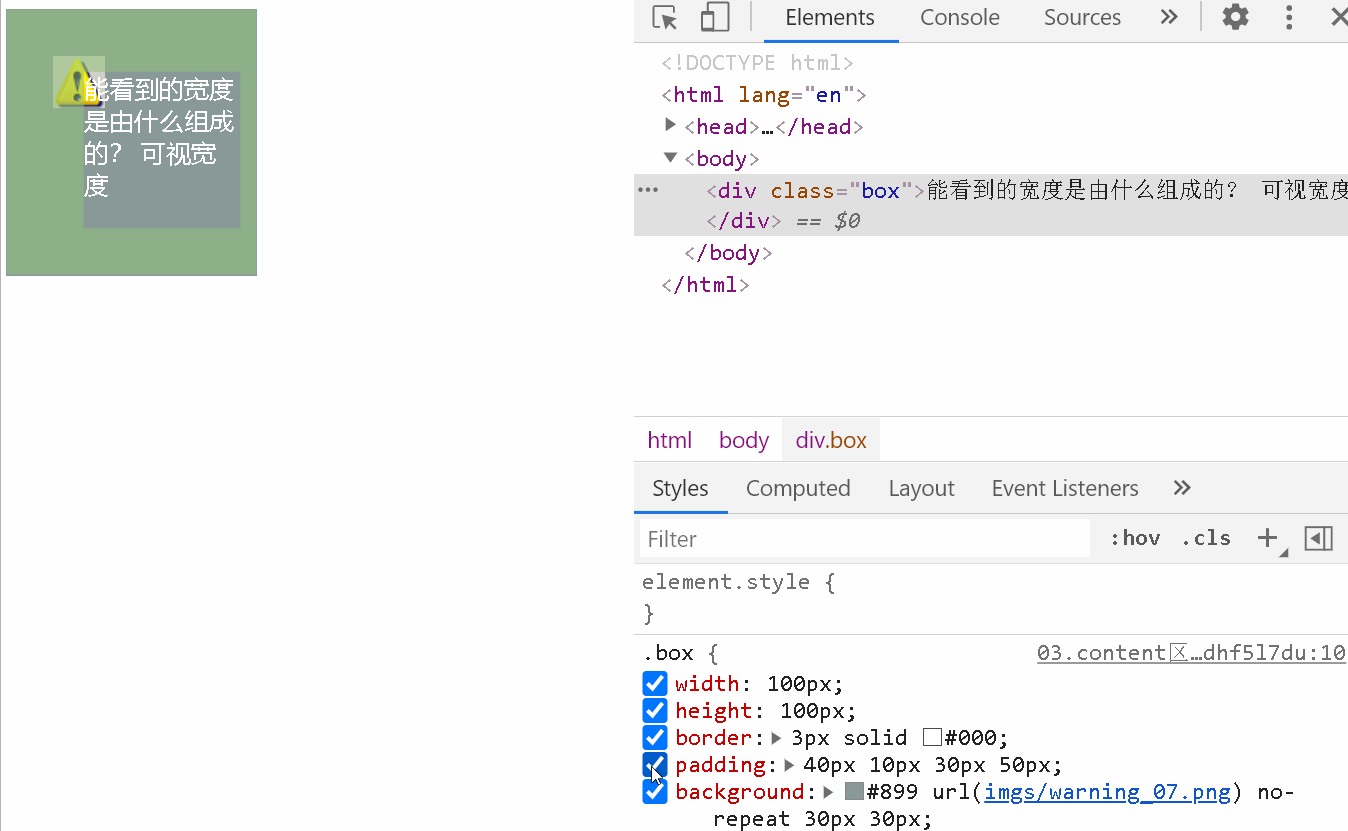 能看到的宽度
是由什么组成
的？ 可视宽
度
Elements Console Sources »
<!DOCTYPE html>
<html lang="en">
<head>…</head>
<body>
<div class="box">能看到的宽度是由什么组成的？ 可视宽度
</div> == $0
</body>
</html>
html body div.box
Styles Computed Layout Event Listeners »
Filter :hov .cls +
element.style {
}
.box { 03.content区…dhf5l7du:10
width: 100px;
height: 100px;
border: 3px solid #000;
padding: 40px 10px 30px 50px;
background: #899 url(imgs/warning_07.png) no-
repeat 30px 30px;